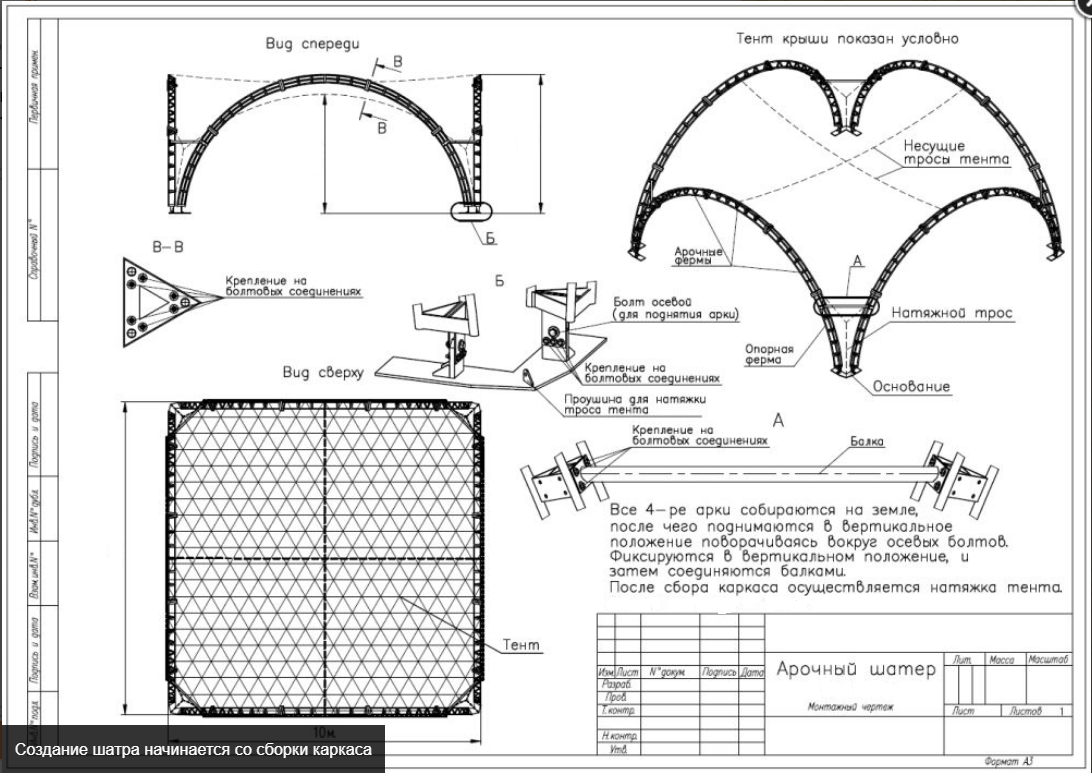 Вид спереди
В
В
Тент крыши показан условно
Несущие
тросы тента
Арочные
фермы
А
Натяжной трос
Опорная
ферма
Основание
Б
В-В
Крепление на
болтовых соединениях
Б
Болт осевой
(для поднятия арки)
Крепление на
болтовых соединениях
Проушина для натяжки
троса тента
Вид сверху
А
Крепление на
болтовых соединениях
Балка
Все 4-ре арки собираются на земле,
после чего поднимаются в вертикальное
положение поворачиваясь вокруг осевых болтов.
Фиксируются в вертикальном положение, и
затем соединяются балками.
После сбора каркаса осуществляется натяжка тента.
Тент
10м
Изм. Лист № докум. Подпись Дата
Разраб.
Пров.
Т.контр.
Н.контр.
Утв.
Арочный шатер
Монтажный чертеж
Лит. Масса Масштаб
Лист Листов 1
Формат А3
Первичная примен.
Справочный №
Подпись и дата
Инв.№ дубл.
Взам.инв.№
Подпись и дата
Создание шатра начинается со сборки каркаса